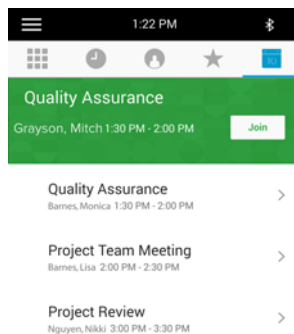 1:22 PM
10
Quality Assurance
Grayson, Mitch 1:30 PM - 2:00 PM
Join
Quality Assurance
Barnes, Monica 1:30 PM - 2:00 PM
Project Team Meeting
Barnes, Lisa 2:00 PM - 2:30 PM
Project Review
Nguyen, Nikki 3:00 PM - 3:30 PM